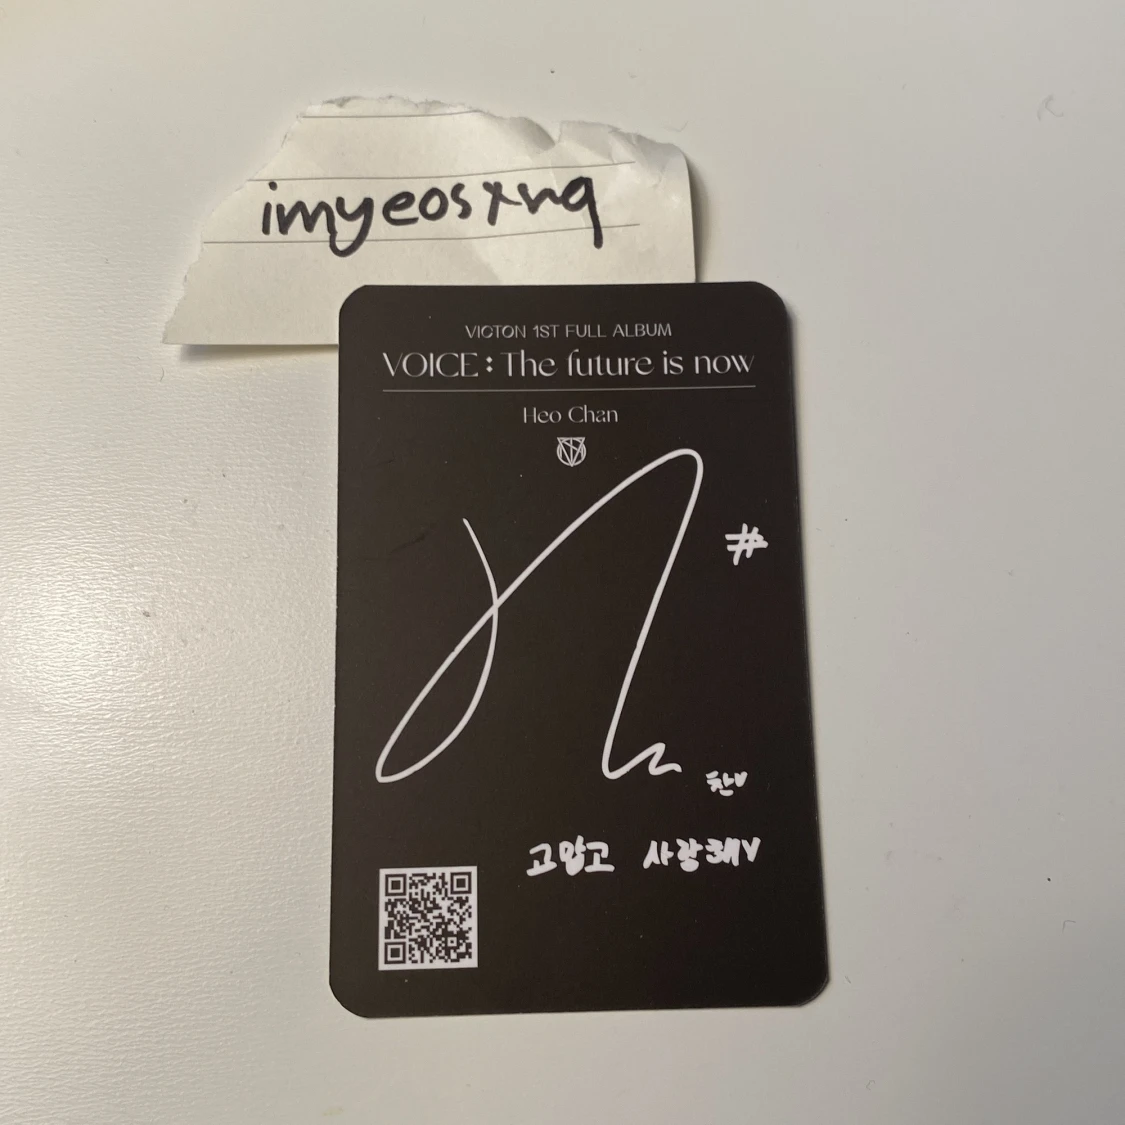 imyeosxng
VICTON 1ST FULL ALBUM
VOICE : The future is now
Heo Chan
#
찬♥
고맙고 사랑해♥